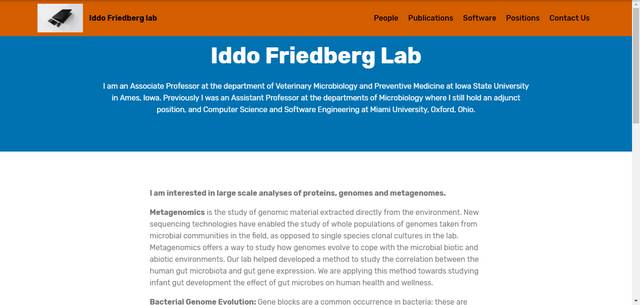 Iddo Friedberg lab
People Publications Software Positions Contact Us
Iddo Friedberg Lab
I am an Associate Professor at the department of Veterinary Microbiology and Preventive Medicine at Iowa State University
in Ames, Iowa. Previously I was an Assistant Professor at the departments of Microbiology where I still hold an adjunct
position, and Computer Science and Software Engineering at Miami University, Oxford, Ohio.
I am interested in large scale analyses of proteins, genomes and metagenomes.
Metagenomics is the study of genomic material extracted directly from the environment. New
sequencing technologies have enabled the study of whole populations of genomes taken from
microbial communities in the field, as opposed to single species clonal cultures in the lab.
Metagenomics offers a way to study how genomes evolve to cope with the microbial biotic and
abiotic environments. Our lab helped developed a method to study the correlation between the
human gut microbiota and gut gene expression. We are applying this method towards studying
infant gut development the effect of gut microbes on human health and wellness.
Bacterial Genome Evolution: Gene blocks are a common occurrence in bacteria; these are